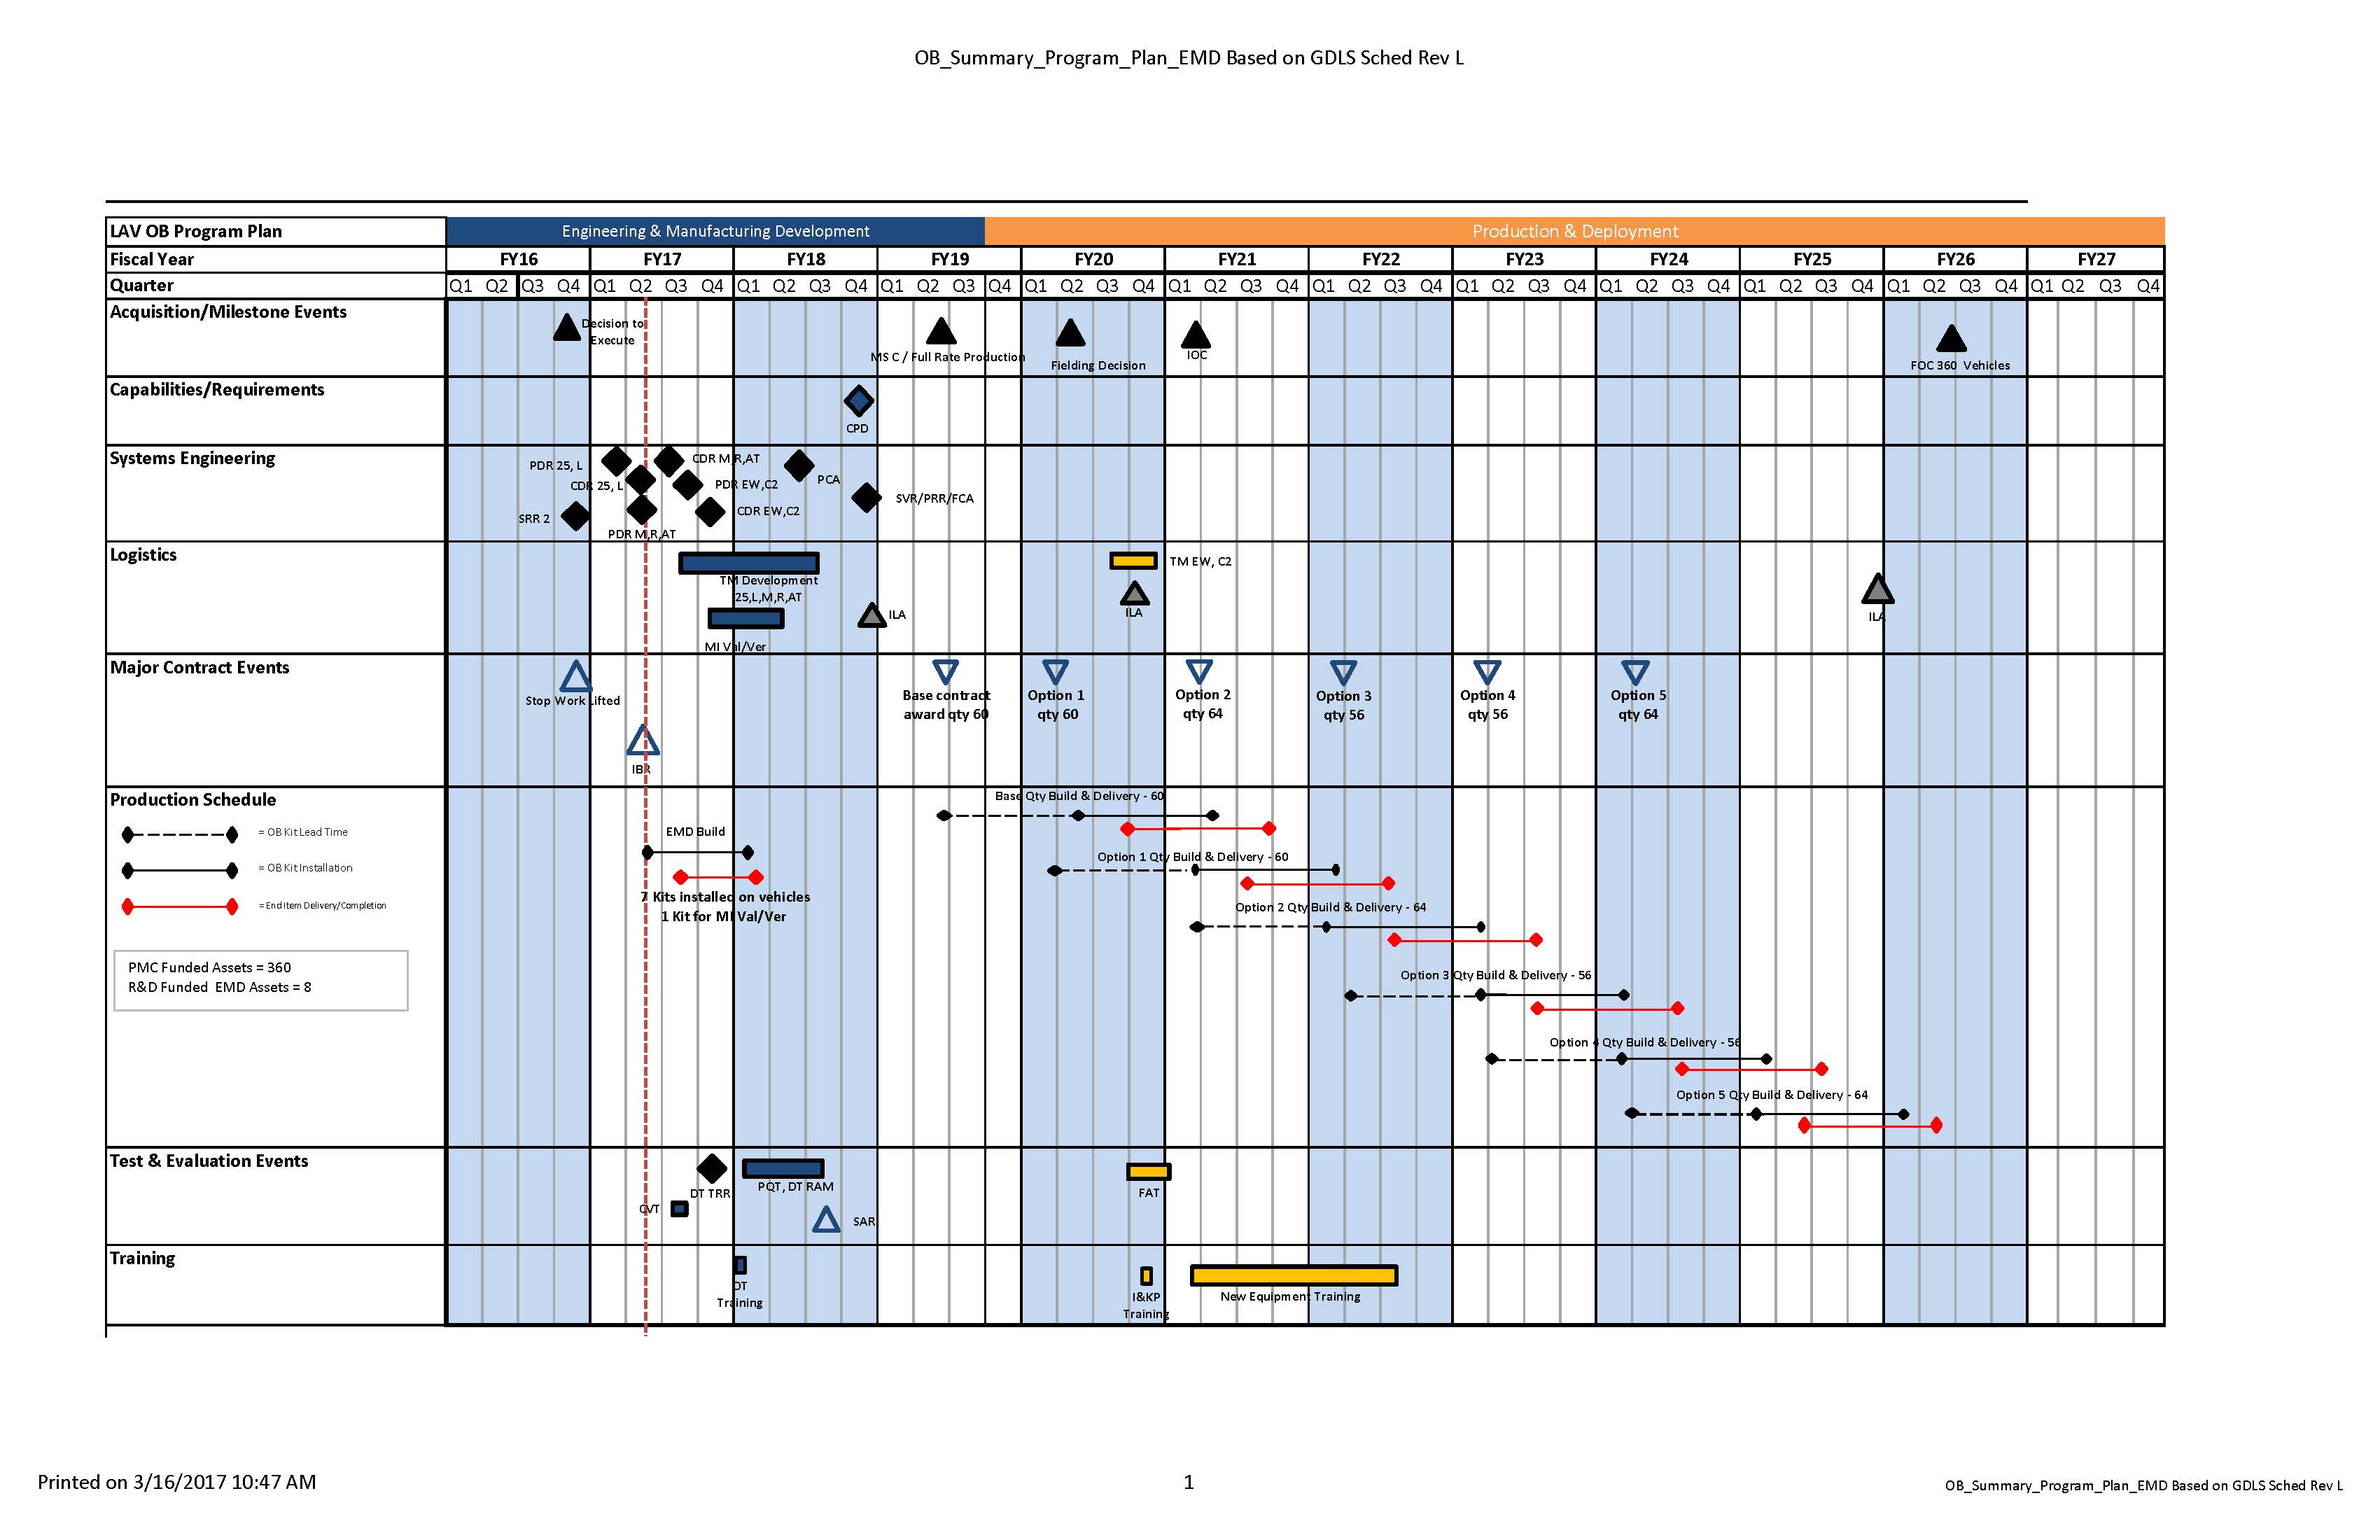 OB_Summary_Program_Plan_EMD Based on GDLS Sched Rev L
LAV OB Program Plan Engineering & Manufacturing Development Production & Deployment
Fiscal Year FY16 FY17 FY18 FY19 FY20 FY21 FY22 FY23 FY24 FY25 FY26 FY27
Quarter Q1 Q2 Q3 Q4 Q1 Q2 Q3 Q4 Q1 Q2 Q3 Q4 Q1 Q2 Q3 Q4 Q1 Q2 Q3 Q4 Q1 Q2 Q3 Q4 Q1 Q2 Q3 Q4 Q1 Q2 Q3 Q4 Q1 Q2 Q3 Q4 Q1 Q2 Q3 Q4 Q1 Q2 Q3 Q4 Q1 Q2 Q3 Q4
Acquisition/Milestone Events
Decision to
Execute
MS C / Full Rate Production
Fielding Decision
IOC
FOC 360 Vehicles
Capabilities/Requirements
CPD
Systems Engineering
PDR 25, L
CDR M,R,AT
CDR 25, L
PDR EW,C2
PCA
SVR/PRR/FCA
SRR 2
CDR EW,C2
PDR M,R,AT
Logistics
TM Development
25,L,M,R,AT
MI Val/Ver
ILA
TM EW, C2
ILA
ILA
Major Contract Events
Stop Work Lifted
IBR
Base contract
award qty 60
Option 1
qty 60
Option 2
qty 64
Option 3
qty 56
Option 4
qty 56
Option 5
qty 64
Production Schedule
= OB Kit Lead Time
= OB Kit Installation
= End Item Delivery/Completion
PMC Funded Assets = 360
R&D Funded EMD Assets = 8
EMD Build
7 Kits installed on vehicles
1 Kit for MI Val/Ver
Base Qty Build & Delivery - 60
Option 1 Qty Build & Delivery - 60
Option 2 Qty Build & Delivery - 64
Option 3 Qty Build & Delivery - 56
Option 4 Qty Build & Delivery - 56
Option 5 Qty Build & Delivery - 64
Test & Evaluation Events
DT TRR
CVT
PQT, DT RAM
SAR
FAT
Training
DT
Training
I&KP
Training
New Equipment Training
Printed on 3/16/2017 10:47 AM
1
OB_Summary_Program_Plan_EMD Based on GDLS Sched Rev L